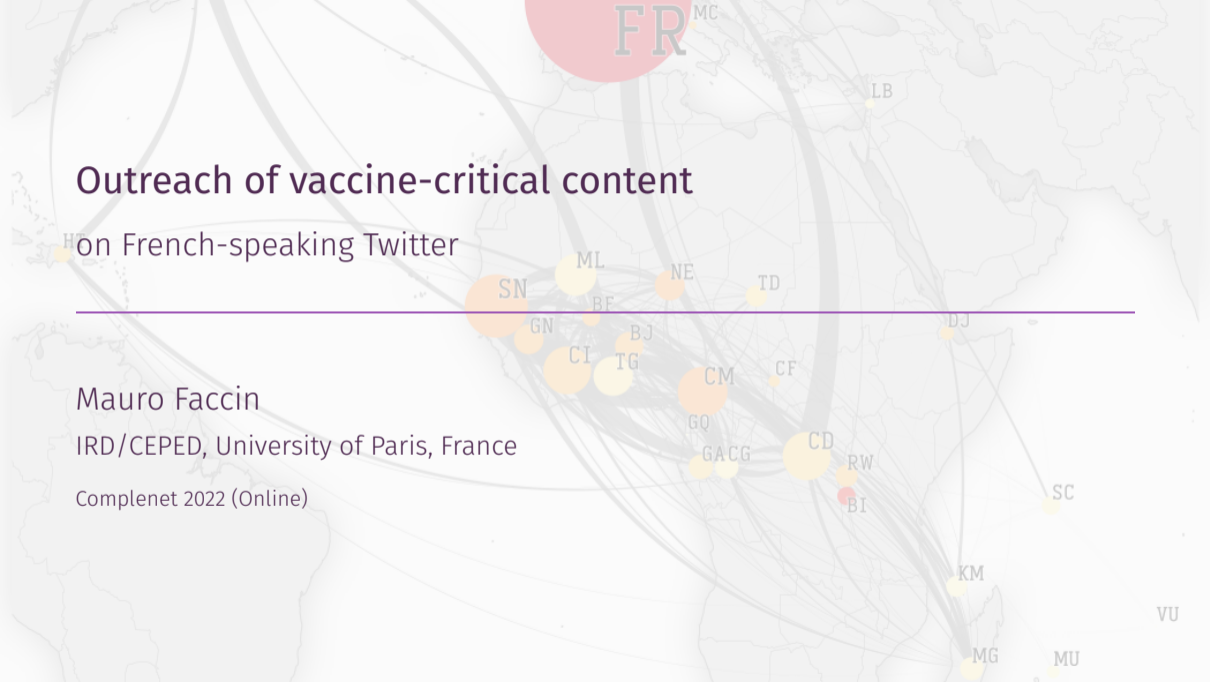 FR
MC
LB
Outreach of vaccine-critical content
HT
on French-speaking Twitter
ML
NE
SN
TD
BF
GN
DJ
BJ
CI
TG
CF
CM
Mauro Faccin
GQ
CD
IRD/CEPED, University of Paris, France
GA
CG
RW
Complenet 2022 (Online)
SC
BI
KM
VU
MG
MU